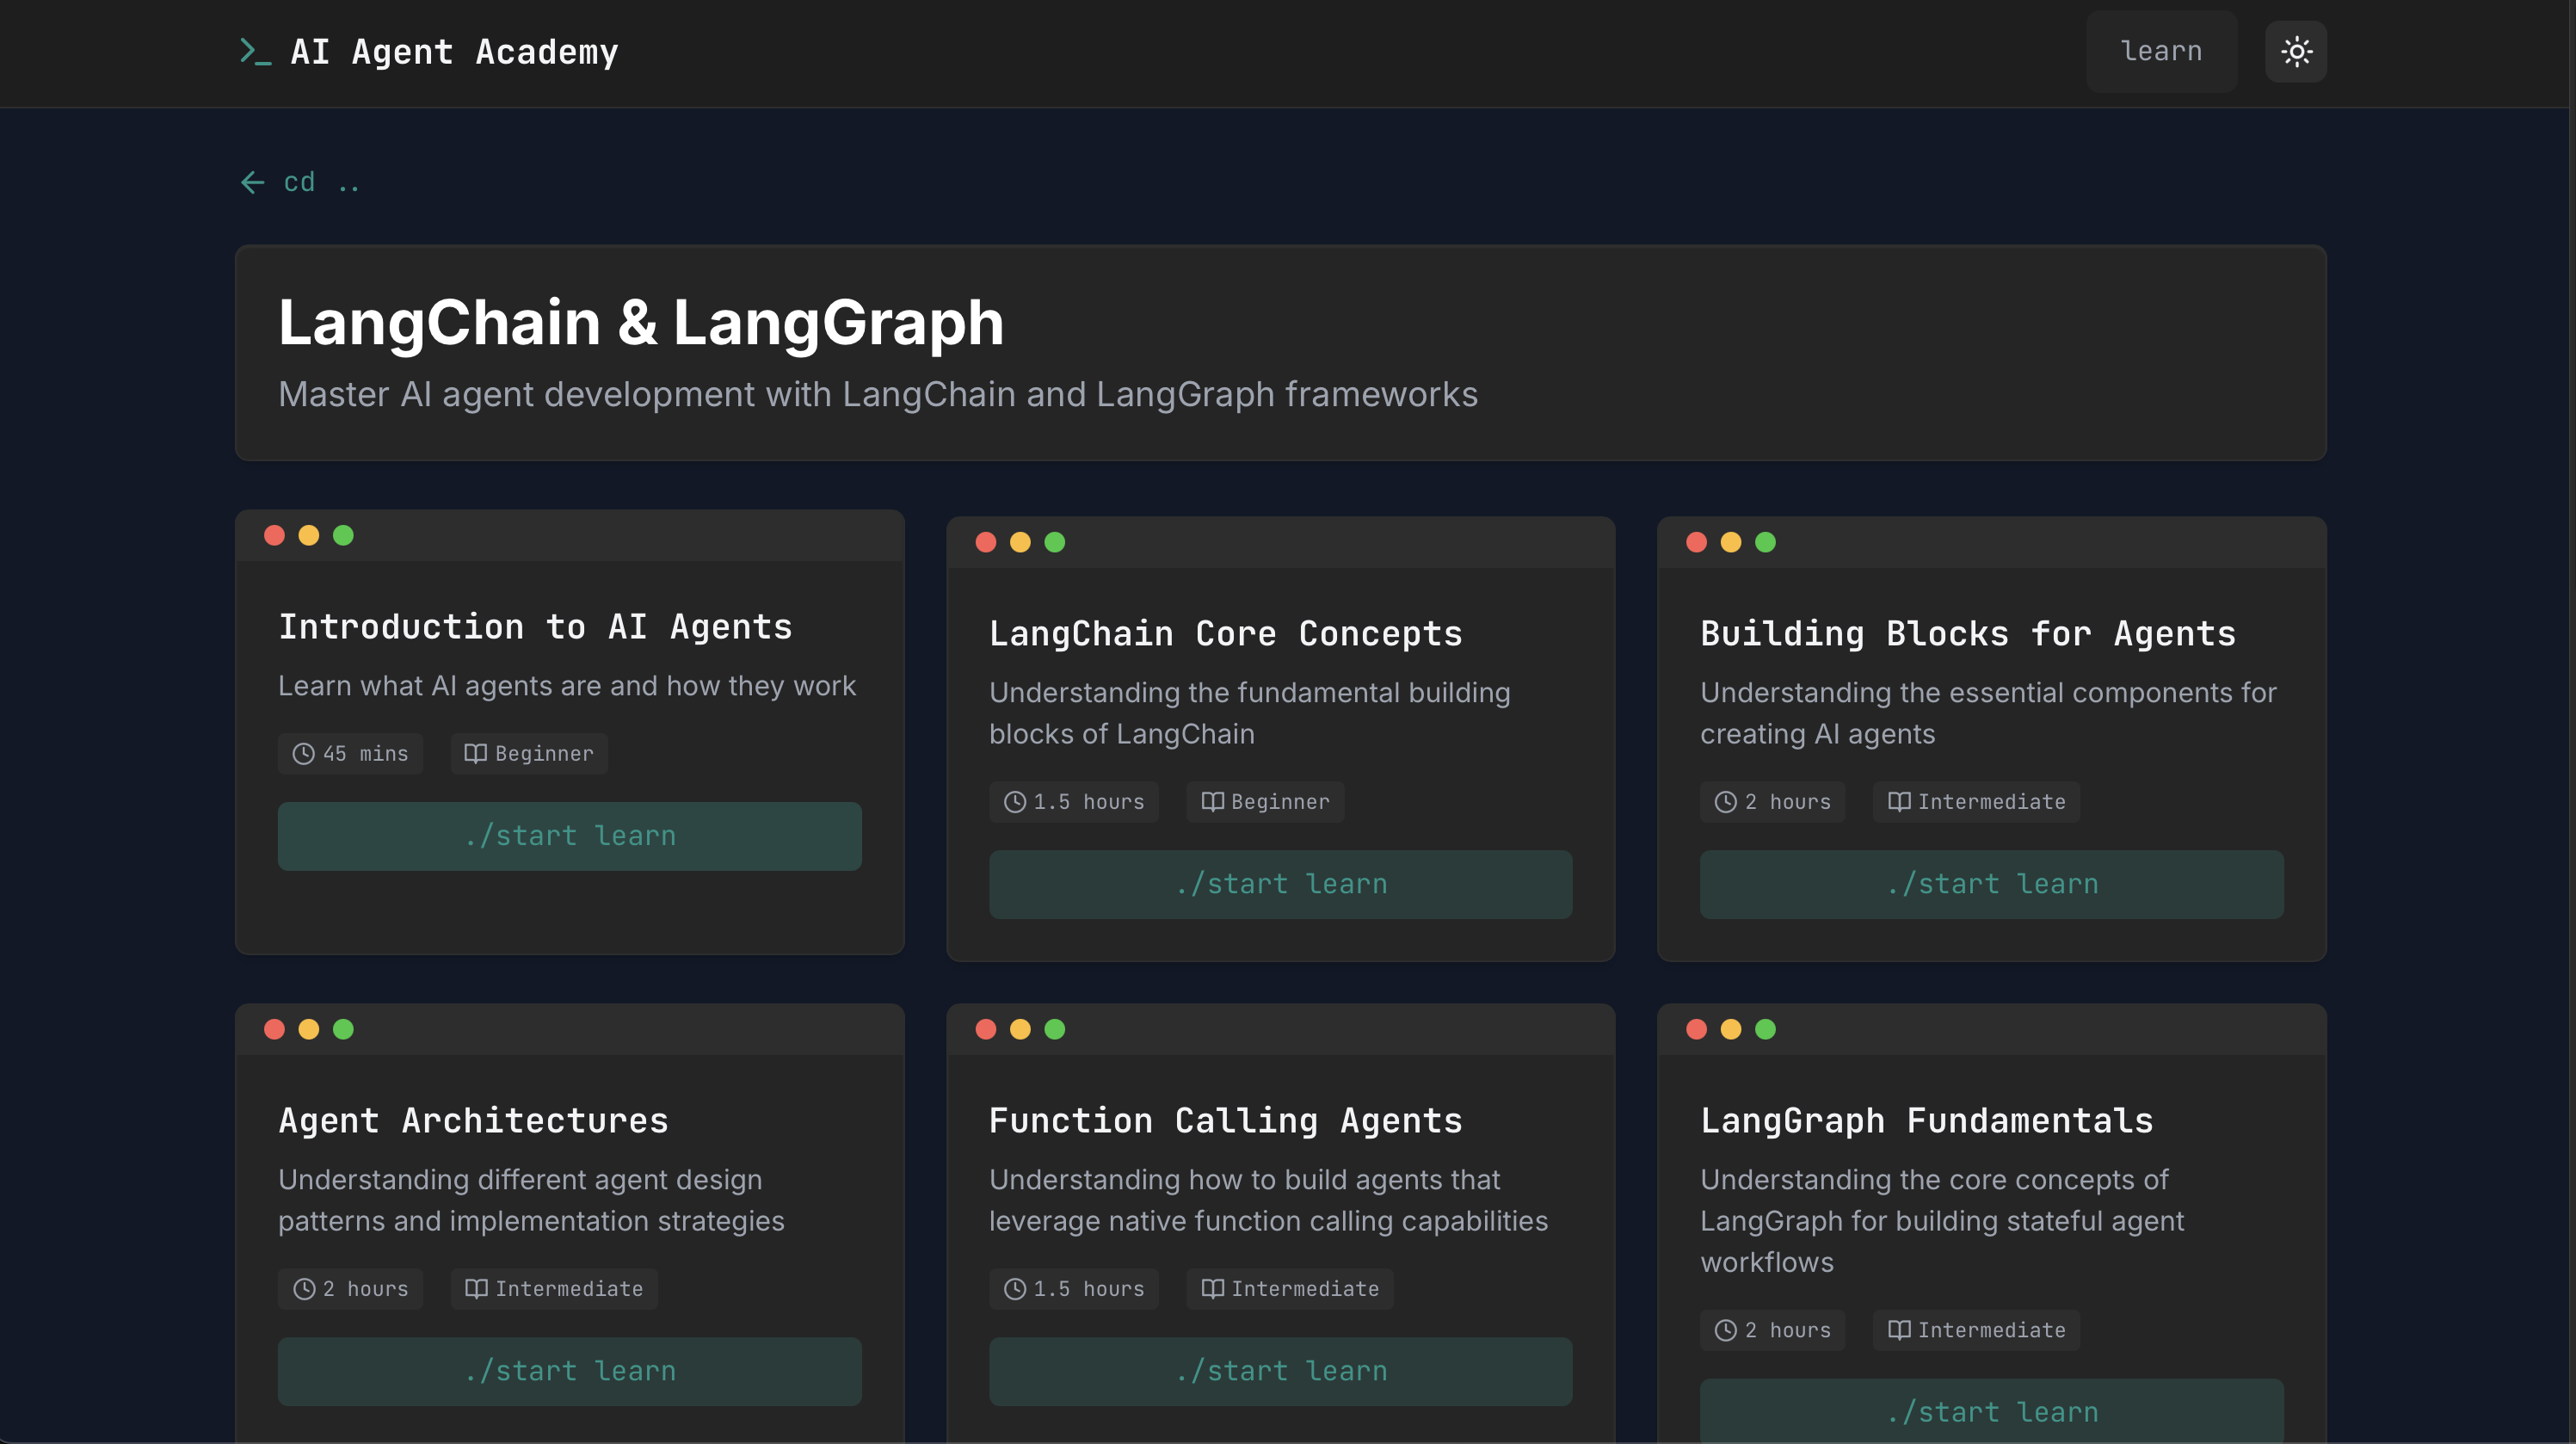 AI Agent Academy
learn
cd ..
LangChain & LangGraph
Master AI agent development with LangChain and LangGraph frameworks
Introduction to AI Agents
Learn what AI agents are and how they work
45 mins
Beginner
./start learn
LangChain Core Concepts
Understanding the fundamental building
blocks of LangChain
1.5 hours
Beginner
./start learn
Building Blocks for Agents
Understanding the essential components for
creating AI agents
2 hours
Intermediate
./start learn
Agent Architectures
Understanding different agent design
patterns and implementation strategies
2 hours
Intermediate
./start learn
Function Calling Agents
Understanding how to build agents that
leverage native function calling capabilities
1.5 hours
Intermediate
./start learn
LangGraph Fundamentals
Understanding the core concepts of
LangGraph for building stateful agent
workflows
2 hours
Intermediate
./start learn